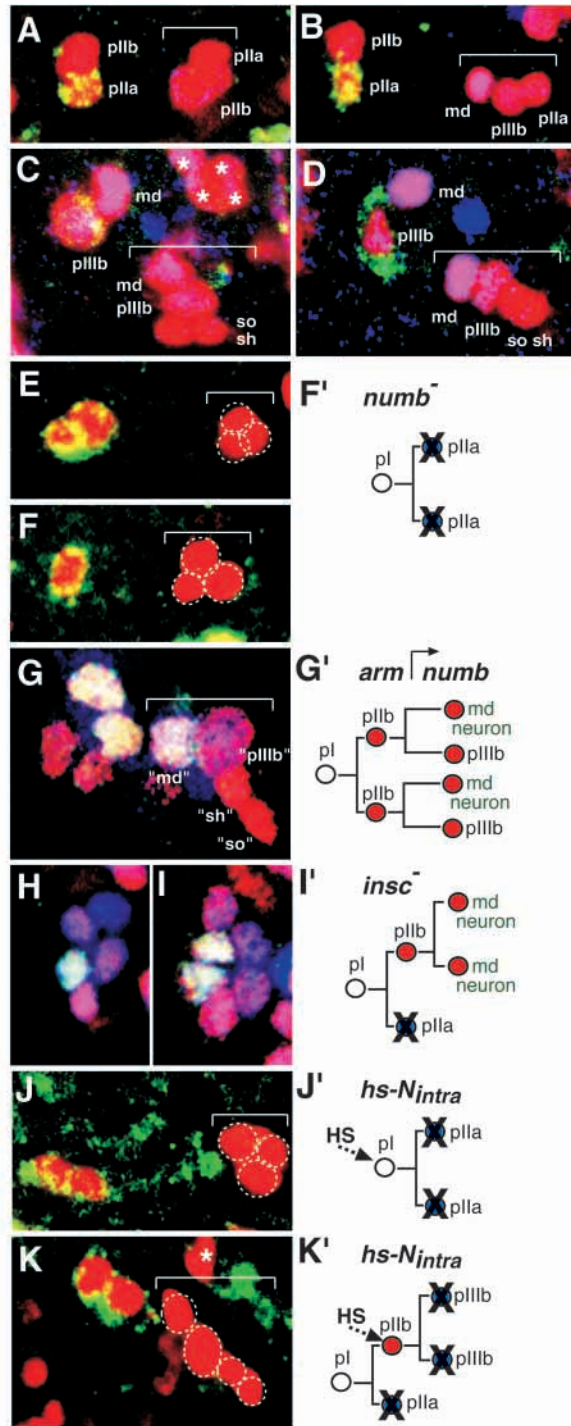 A
pIIb
pIIa
pIIa
pIIb
B
pIIb
pIIa
md
pIIIb
pIIa
C
* *
* *
md
pIIIb
md
pIIIb
so
sh
D
pIIIb
md
pIIIb
so sh
E
F'
numb-
pI
X pIIa
X pIIa
F
G
"pIIIb"
"md"
"sh"
"so"
G'
arm numb
pI
pIIb
pIIb
md
neuron
pIIIb
md
neuron
pIIIb
H
I
I'
insc-
pI
pIIb
md
neuron
md
neuron
X pIIa
J
J'
hs-Nintra
HS
pI
X pIIa
X pIIa
K
*
K'
hs-Nintra
HS
pI
pIIb
X pIIIb
X pIIIb
X pIIa